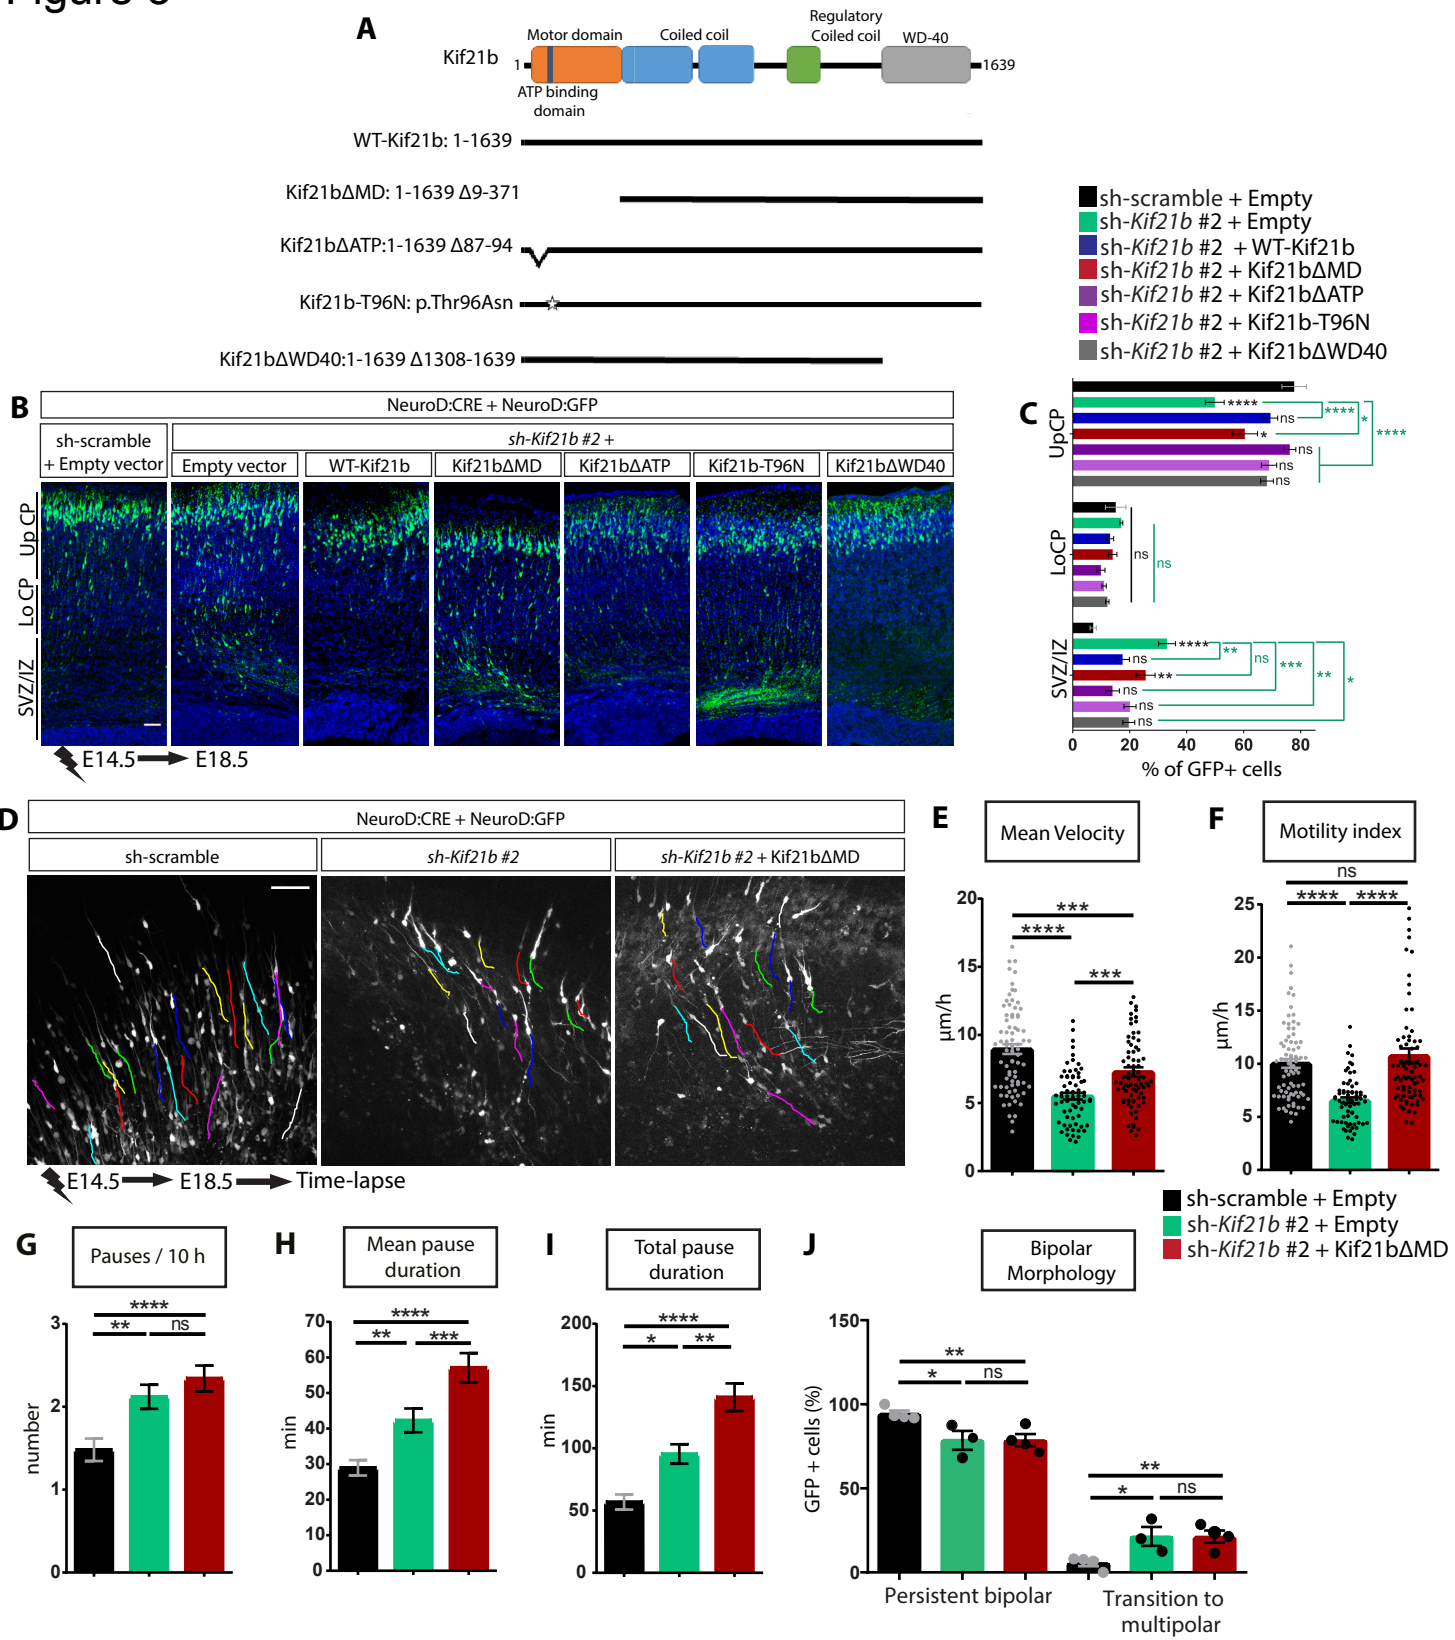 A
Motor domain
Coiled coil
Regulatory
Coiled coil
WD-40
Kif21b
1
1639
ATP binding
domain
WT-Kif21b: 1-1639
Kif21bΔMD: 1-1639 Δ9-371
Kif21bΔATP:1-1639 Δ87-94
Kif21b-T96N: p.Thr96Asn
Kif21bΔWD40:1-1639 Δ1308-1639
sh-scramble + Empty
sh-Kif21b #2 + Empty
sh-Kif21b #2 + WT-Kif21b
sh-Kif21b #2 + Kif21bΔMD
sh-Kif21b #2 + Kif21bΔATP
sh-Kif21b #2 + Kif21b-T96N
sh-Kif21b #2 + Kif21bΔWD40
B
NeuroD:CRE + NeuroD:GFP
sh-scramble
+ Empty vector
sh-Kif21b #2 +
Empty vector
WT-Kif21b
Kif21bΔMD
Kif21bΔATP
Kif21b-T96N
Kif21bΔWD40
Up CP
Lo CP
SVZ/IZ
E14.5
E18.5
C
UpCP
****
ns
*
ns
ns
ns
****
*
****
LoCP
ns
ns
SVZ/IZ
****
ns
**
ns
ns
ns
**
ns
***
**
*
0
20
40
60
80
% of GFP+ cells
D
NeuroD:CRE + NeuroD:GFP
sh-scramble
sh-Kif21b #2
sh-Kif21b #2 + Kif21bΔMD
E14.5
E18.5
Time-lapse
E
Mean Velocity
***
****
***
20
15
10
5
0
µm/h
F
Motility index
ns
****
****
25
20
15
10
5
0
µm/h
sh-scramble + Empty
sh-Kif21b #2 + Empty
sh-Kif21b #2 + Kif21bΔMD
G
Pauses / 10 h
****
**
ns
3
2
1
0
number
H
Mean pause
duration
****
**
***
70
60
50
40
30
20
10
0
min
I
Total pause
duration
****
*
**
200
150
100
50
0
min
J
Bipolar
Morphology
**
*
ns
**
*
ns
150
100
50
0
GFP + cells (%)
Persistent bipolar
Transition to
multipolar